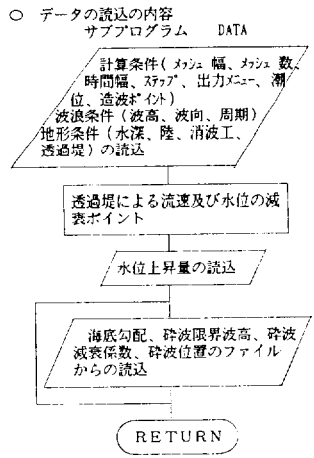 ○ データの読込の内容
サブプログラム DATA
計算条件(メッシュ 幅、メッシュ 数、
時間幅、ステップ、出力メニュー、潮
位、造波ポイント)
波浪条件(波高、波向、周期)
地形条件(水深、陸、消波工、
透過堤)の読込
透過堤による流速及び水位の減
衰ポイント
水位上昇量の読込
海底勾配、砕波限界波高、砕波
減衰係数、砕波位置のファイル
からの読込
RETURN